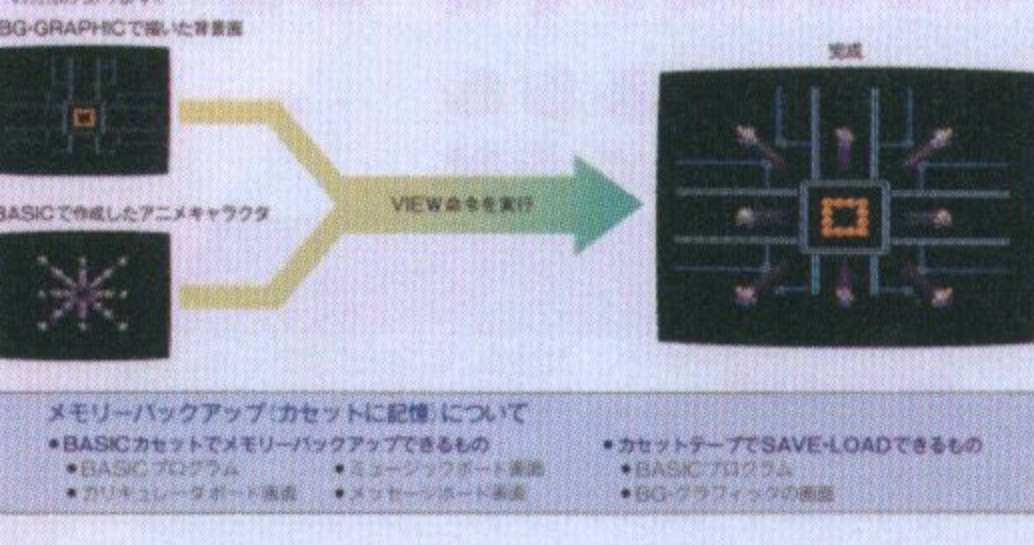 BG-GRAPHICで描いた背景画
完成
VIEW命令を実行
BASICで作成したアニメキャラクタ
メモリーバックアップ(カセットに記憶)について
●BASICカセットでメモリーバックアップできるもの
●BASICプログラム
●ミュージックボード画面
●カリキュレータボード画面
●メッセージボード画面
●カセットテープでSAVE・LOADできるもの
●BASICプログラム
●BG-グラフィックの画面